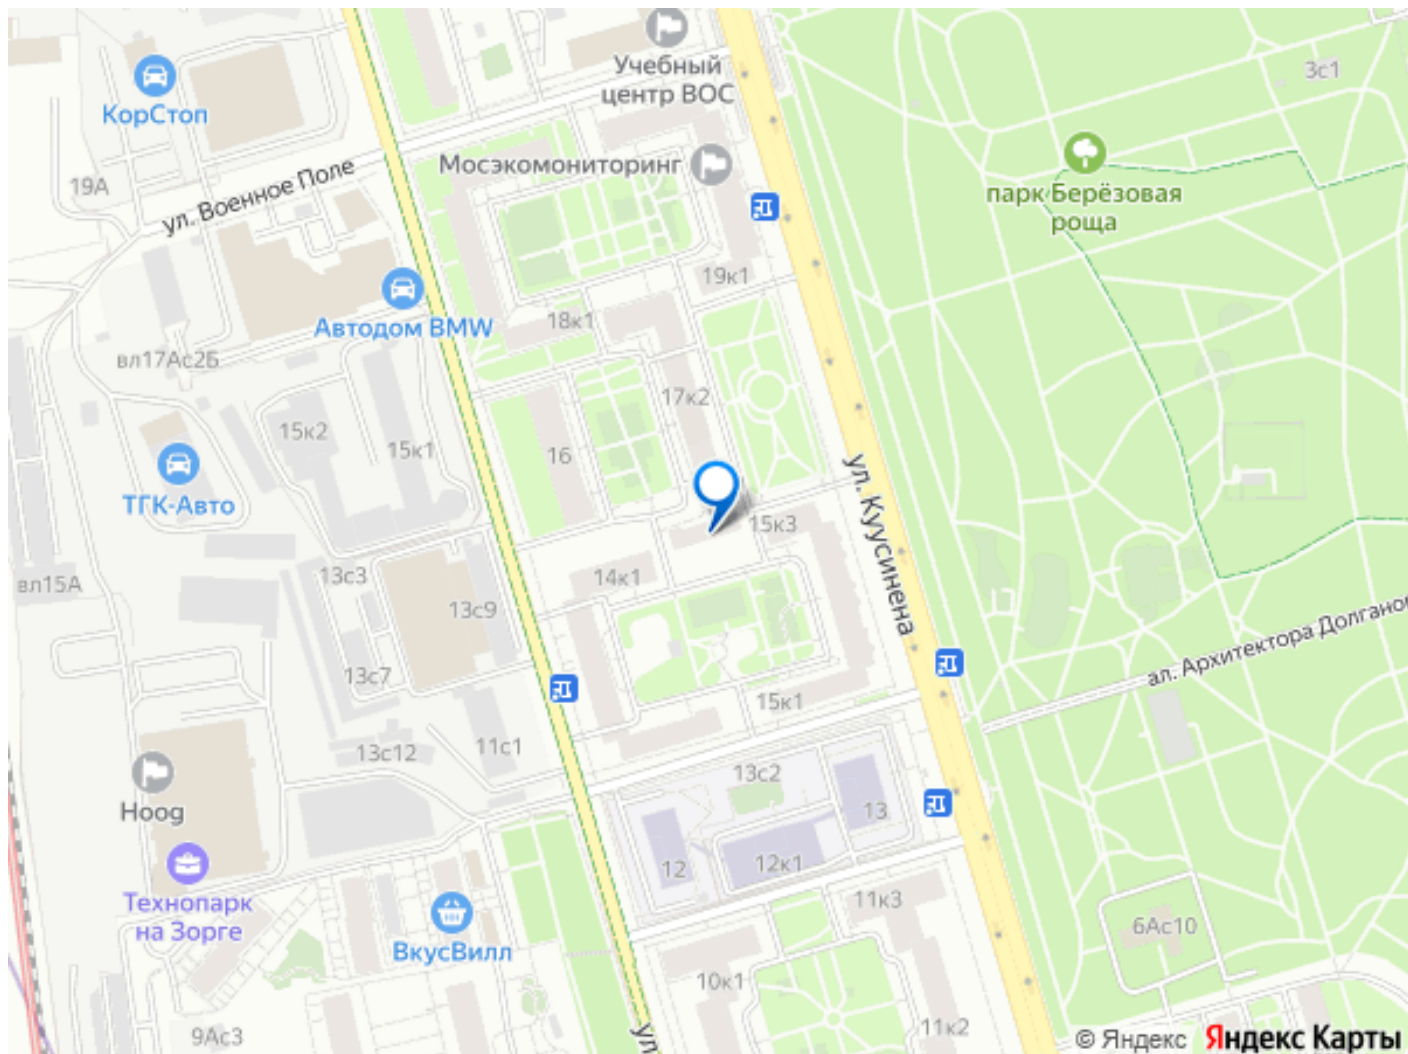 Учебный
центр ВОС
3с1
КорСтоп
Мосэкомониторинг
19А
ул. Военное Поле
парк Берёзовая
роща
19к1
18к1
Автодом BMW
вл17Ас2Б
17к2
15к2
15к1
16
ТГК-Авто
15к3
ул. Куусинена
вл15А
13с3
14к1
13с9
ал. Архитектора Долганов
13с7
15к1
11с1
13с12
13с2
Hoog
13
12
12к1
Технопарк
на Зорге
11к3
ВкусВилл
6Ас10
10к1
11к2
9Ас3
ул
© Яндекс Яндекс Карты